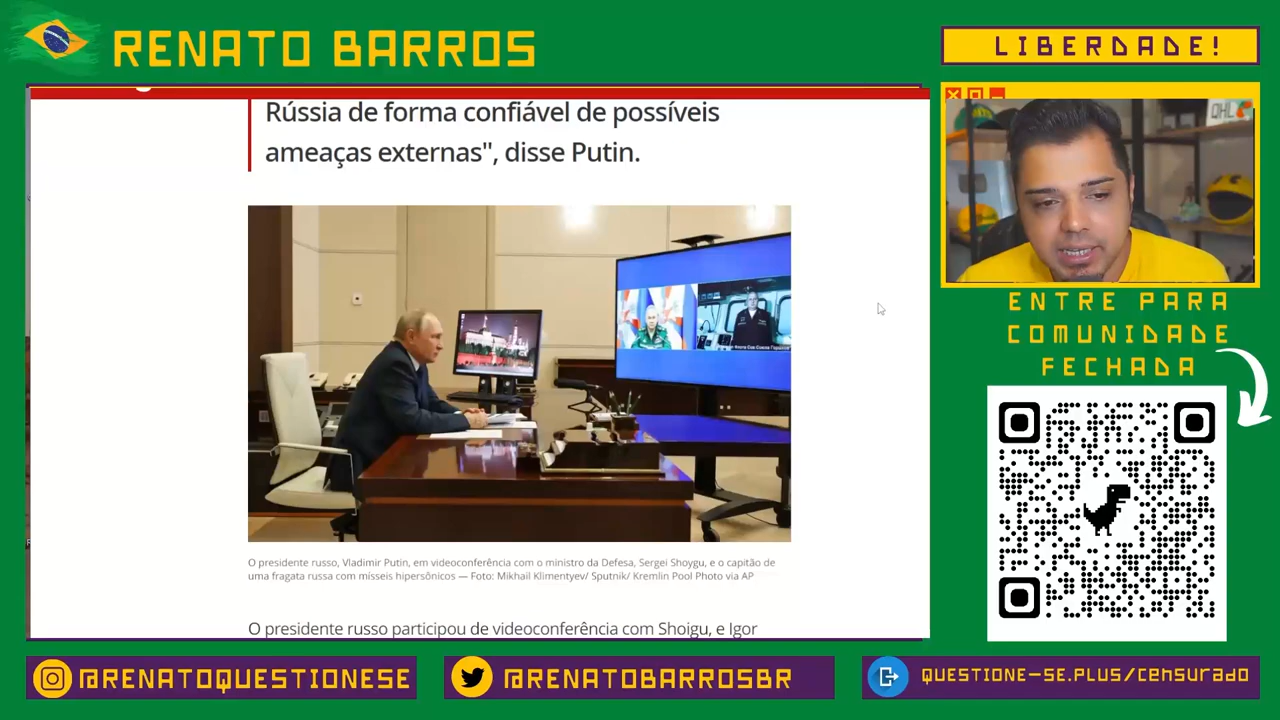 RENATO BARROS
LIBERDADE!
Rússia de forma confiável de possíveis
ameaças externas", disse Putin.
QHL
O presidente russo, Vladimir Putin, em videoconferência com o ministro da Defesa, Sergei Shoygu, e o capitão de
uma fragata russa com mísseis hipersônicos — Foto: Mikhail Klimentyev/ Sputnik/ Kremlin Pool Photo via AP
O presidente russo participou de videoconferência com Shoigu, e Igor
ENTRE PARA
COMUNIDADE
FECHADA
@RENATOQUESTIONESE
@RENATOBARROSBR
QUESTIONE-SE.PLUS/CENSURADO